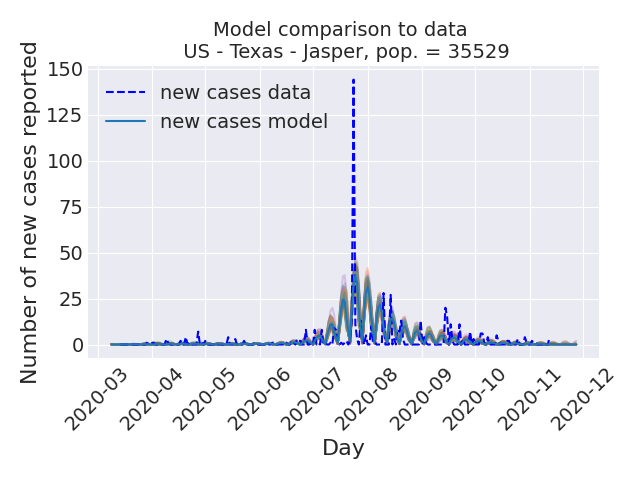 Model comparison to data
US - Texas - Jasper, pop. = 35529
Number of new cases reported
150
125
100
75
50
25
0
new cases data
new cases model
2020-03
2020-04
2020-05
2020-06
2020-07
2020-08
2020-09
2020-10
2020-11
2020-12
Day